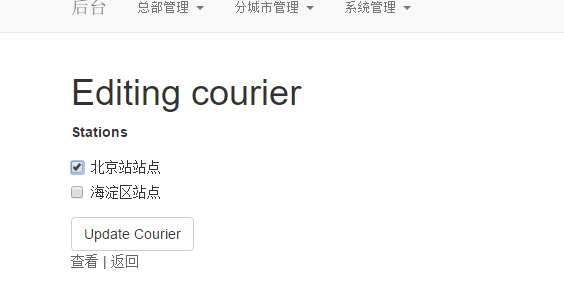 后台 总部管理 分城市管理 系统管理
Editing courier
Stations
北京站站点
海淀区站点
Update Courier
查看 | 返回